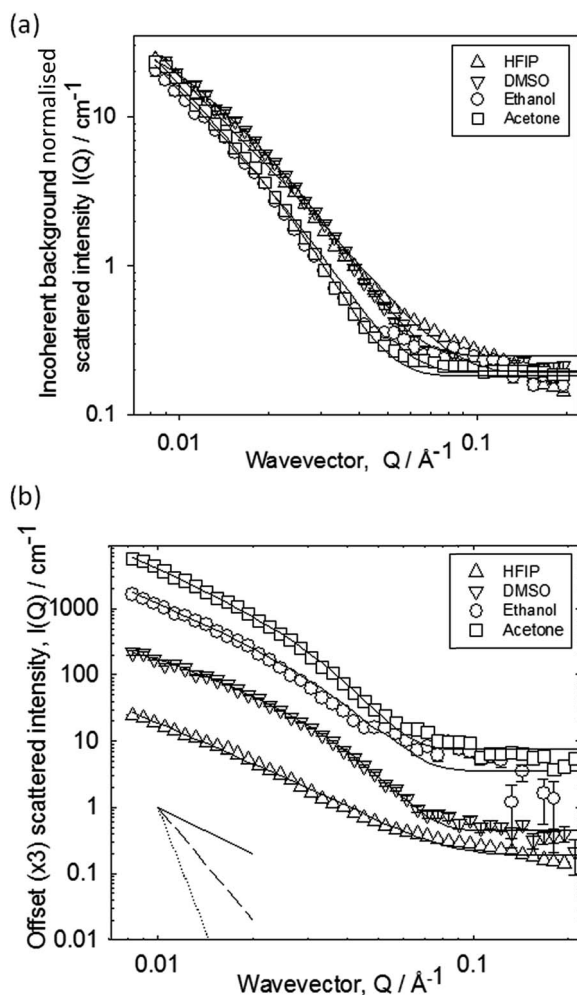 (a)
Incoherent background normalised
scattered intensity I(Q) / cm-1
10
1
0.1
HFIP
DMSO
Ethanol
Acetone
0.01
0.1
Wavevector, Q / Å-1
(b)
Offset (x3) scattered intensity, I(Q) / cm-1
1000
100
10
1
0.1
0.01
HFIP
DMSO
Ethanol
Acetone
0.01
0.1
Wavevector, Q / Å-1